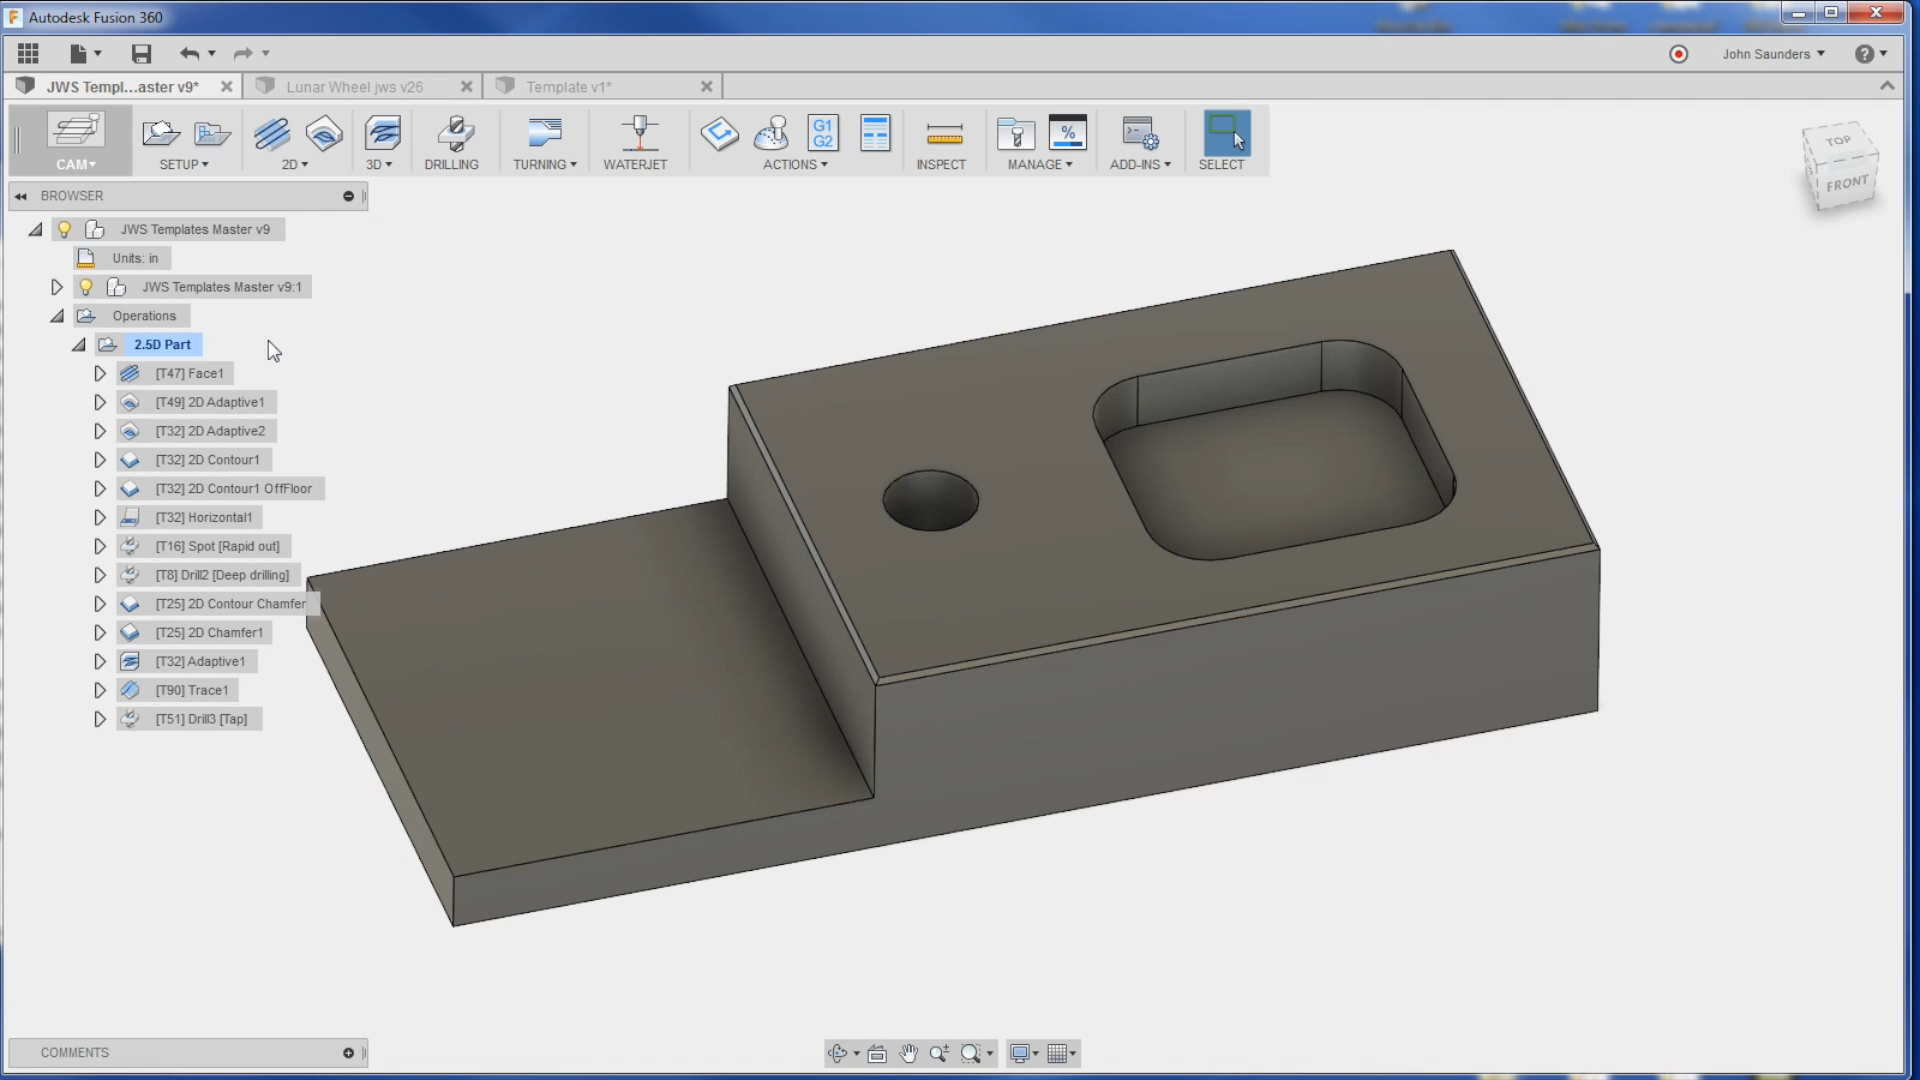 Autodesk Fusion 360
John Saunders
JWS Templ...aster v9*
Lunar Wheel jws v26
Template v1*
CAM
SETUP
2D
3D
DRILLING
TURNING
WATERJET
G1
G2
ACTIONS
INSPECT
%
MANAGE
ADD-INS
SELECT
TOP
FRONT
BROWSER
JWS Templates Master v9
Units: in
JWS Templates Master v9:1
Operations
2.5D Part
[T47] Face1
[T49] 2D Adaptive1
[T32] 2D Adaptive2
[T32] 2D Contour1
[T32] 2D Contour1 OffFloor
[T32] Horizontal1
[T16] Spot [Rapid out]
[T8] Drill2 [Deep drilling]
[T25] 2D Contour Chamfer
[T25] 2D Chamfer1
[T32] Adaptive1
[T90] Trace1
[T51] Drill3 [Tap]
COMMENTS